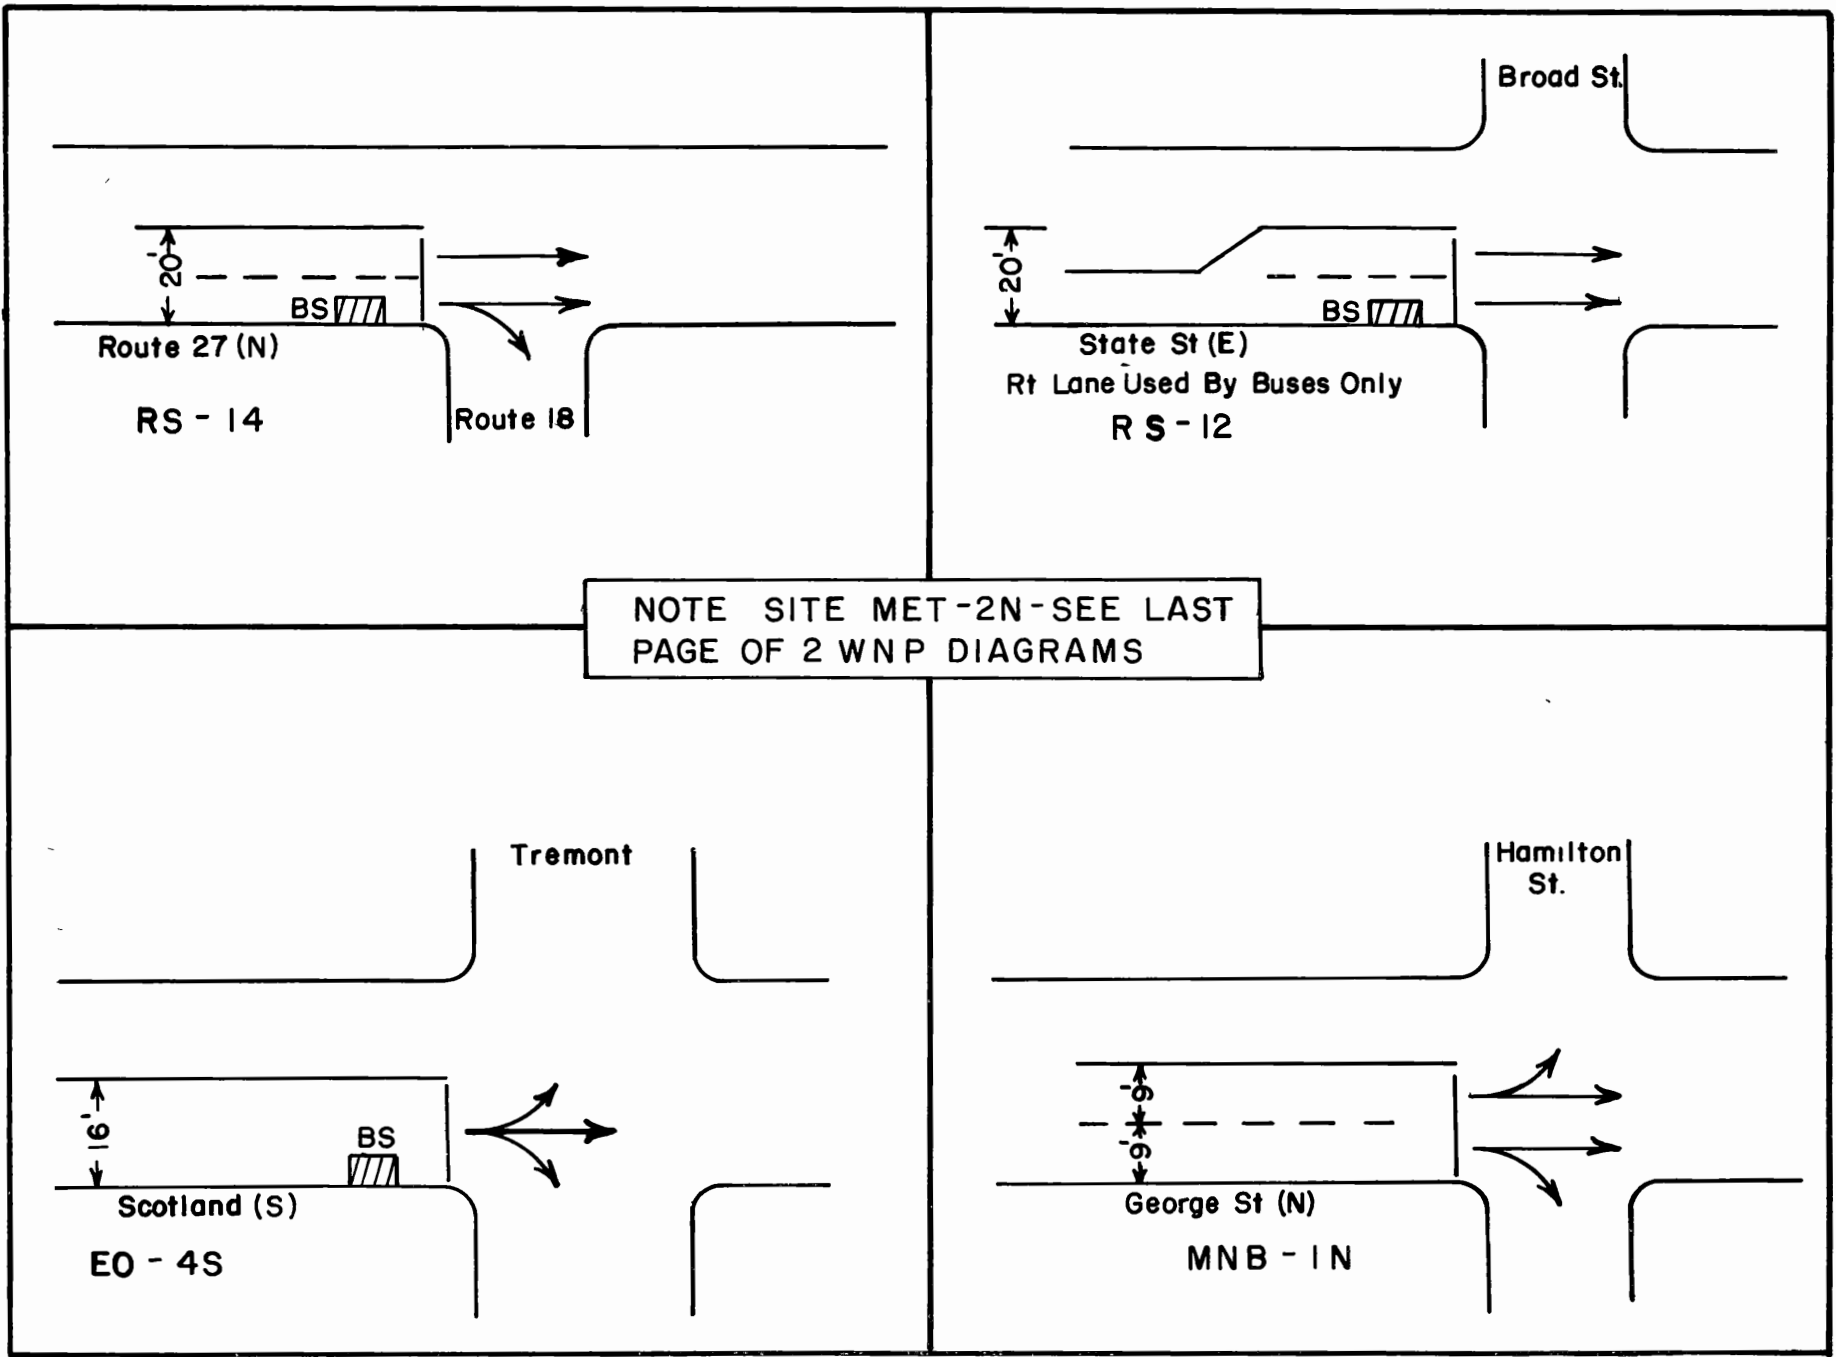 20'
BS
Route 27 (N)
RS - 14
Route 18
Broad St.
20'
BS
State St (E)
Rt Lane Used By Buses Only
RS - 12
NOTE SITE MET-2N-SEE LAST
PAGE OF 2 WNP DIAGRAMS
Tremont
16'
BS
Scotland (S)
EO - 4S
Hamilton
St.
9'
9'
George St (N)
MNB - 1N